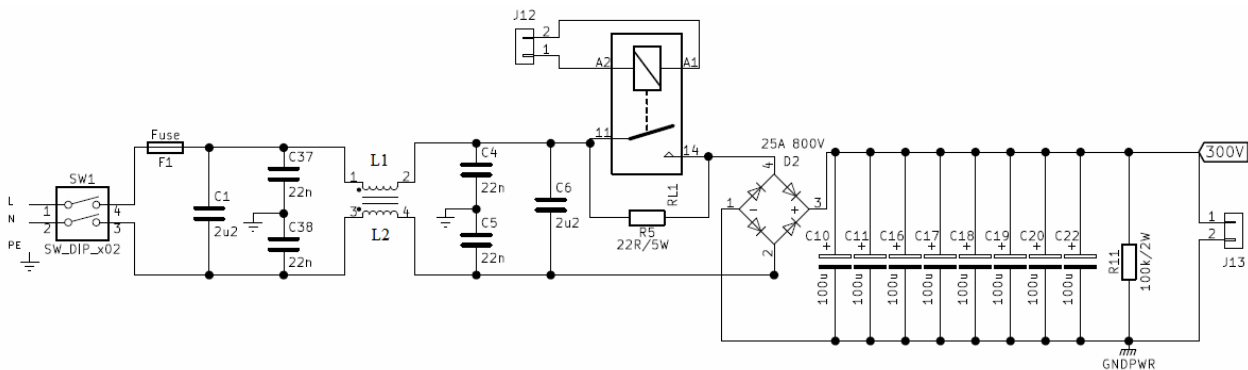 J12
2
1
A2
A1
11
14
RL1
Fuse
F1
SW1
L
N
PE
1
2
4
3
SW_DIP_x02
C1
2u2
C37
22n
C38
22n
L1
1
2
3
4
L2
C4
22n
C5
22n
C6
2u2
R5
22R/5W
25A 800V
D2
4
1
-
+
3
2
C10
+
100u
C11
+
100u
C16
+
100u
C17
+
100u
C18
+
100u
C19
+
100u
C20
+
100u
C22
+
100u
R11
100k/2W
GNDPWR
300V
1
2
J13